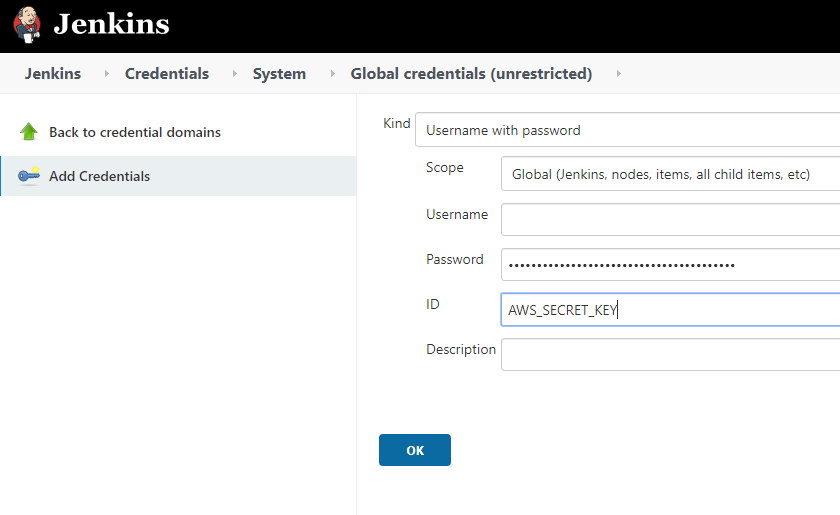 Jenkins
Jenkins Credentials System Global credentials (unrestricted)
Back to credential domains
Add Credentials
Kind Username with password
Scope Global (Jenkins, nodes, items, all child items, etc)
Username
Password ••••••••••••••••••••••••••••••••••••••••
ID AWS_SECRET_KEY
Description
OK